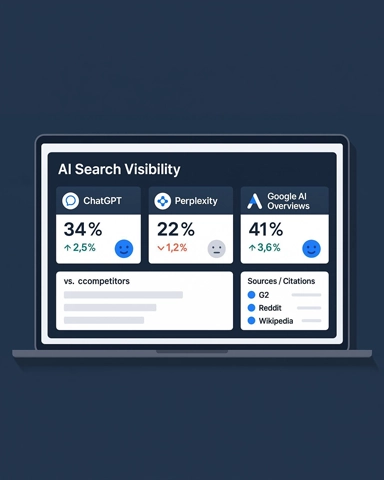 AI Search Visibility
ChatGPT
34%
↑ 2,5%
Perplexity
22%
↓ 1,2%
Google AI
Overviews
41%
↑ 3,6%
vs. ccompetitors
Sources / Citations
G2
Reddit
Wikipedia